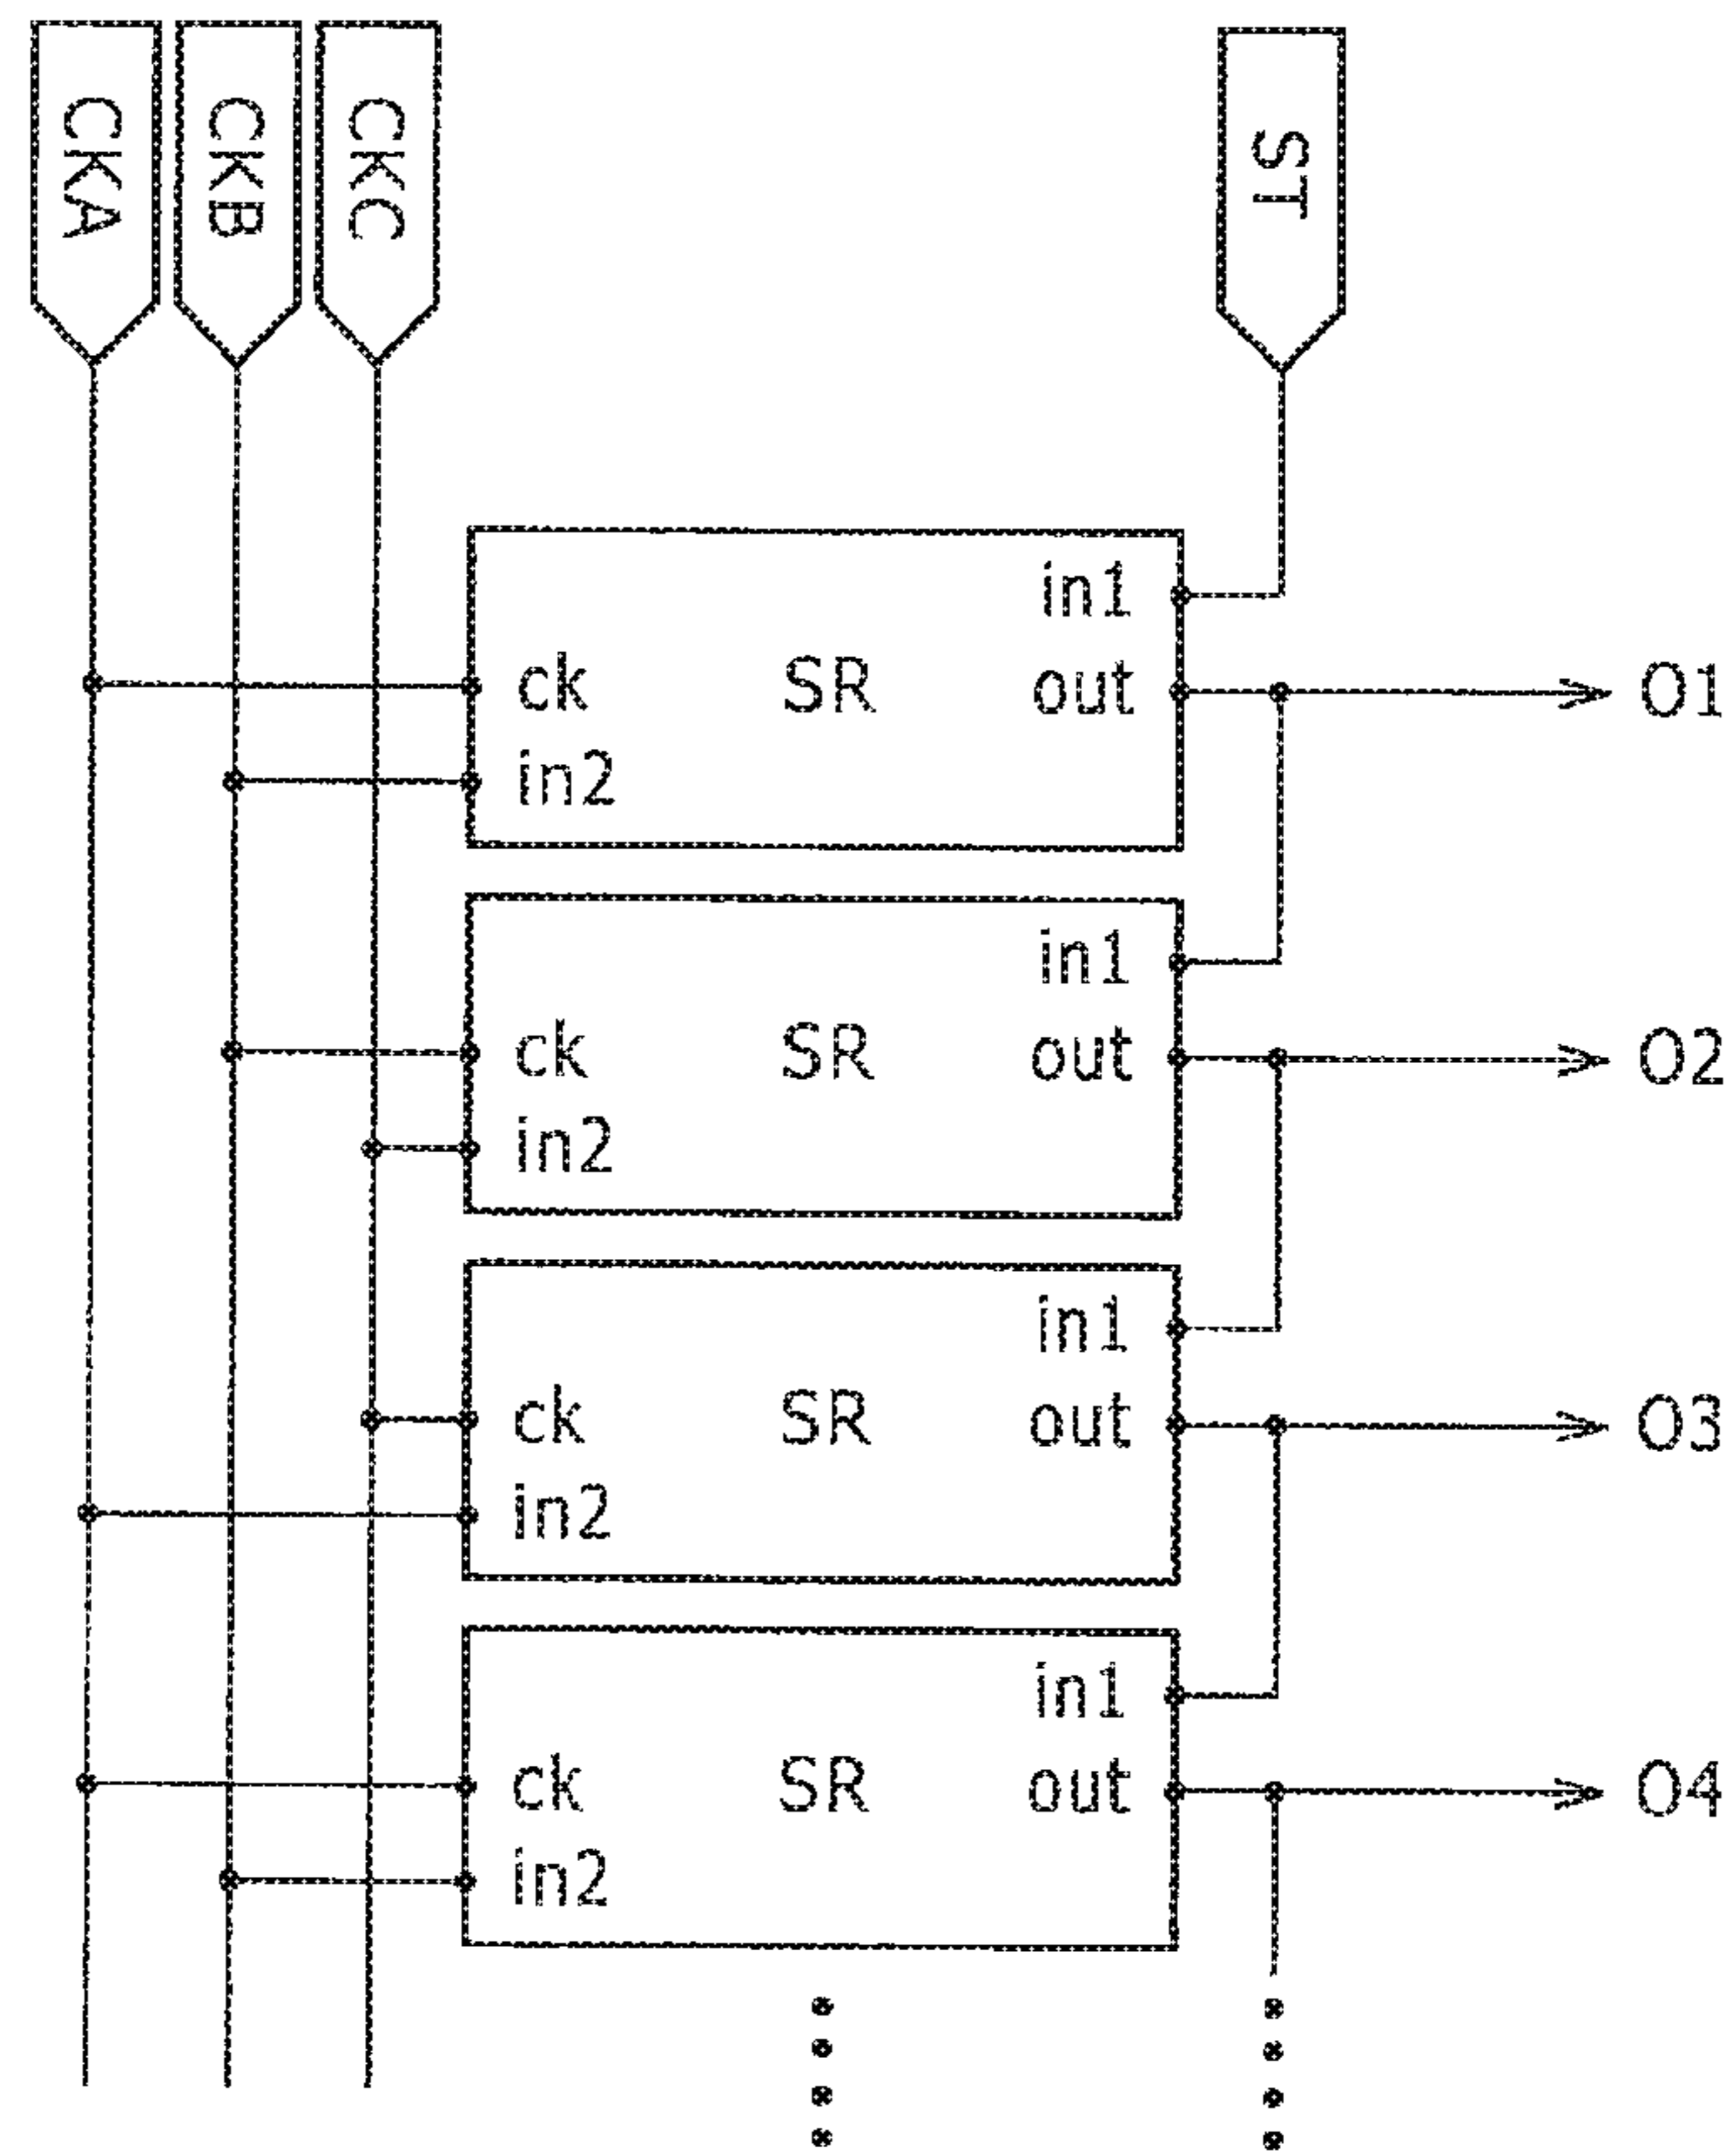 CKA CKB CKC ST
in1
ck SR out O1
in2
in1
ck SR out O2
in2
in1
ck SR out O3
in2
in1
ck SR out O4
in2